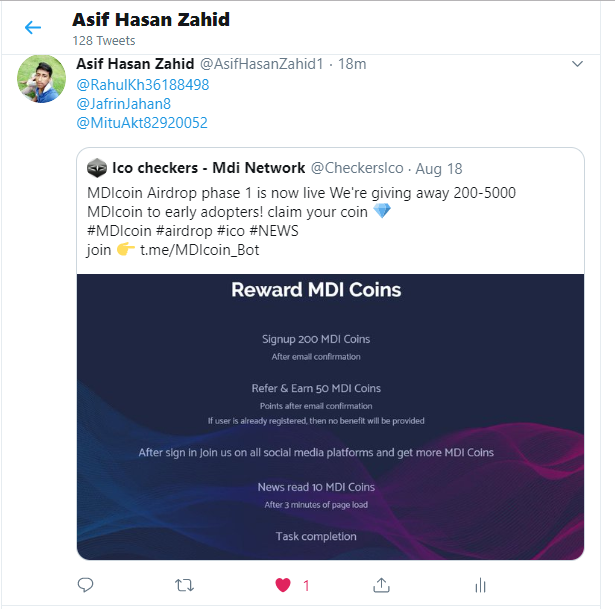 Asif Hasan Zahid
128 Tweets
Asif Hasan Zahid @AsifHasanZahid1 · 18m
@RahulKh36188498
@JafrinJahan8
@MituAkt82920052
Ico checkers - Mdi Network @CheckersIco · Aug 18
MDIcoin Airdrop phase 1 is now live We're giving away 200-5000
MDIcoin to early adopters! claim your coin 💎
#MDIcoin #airdrop #ico #NEWS
join 👉 t.me/MDIcoin_Bot
Reward MDI Coins
Signup 200 MDI Coins
After email confirmation
Refer & Earn 50 MDI Coins
Points after email confirmation
If user is already registered, then no benefit will be provided
After sign in Join us on all social media platforms and get more MDI Coins
News read 10 MDI Coins
After 3 minutes of page load
Task completion
1